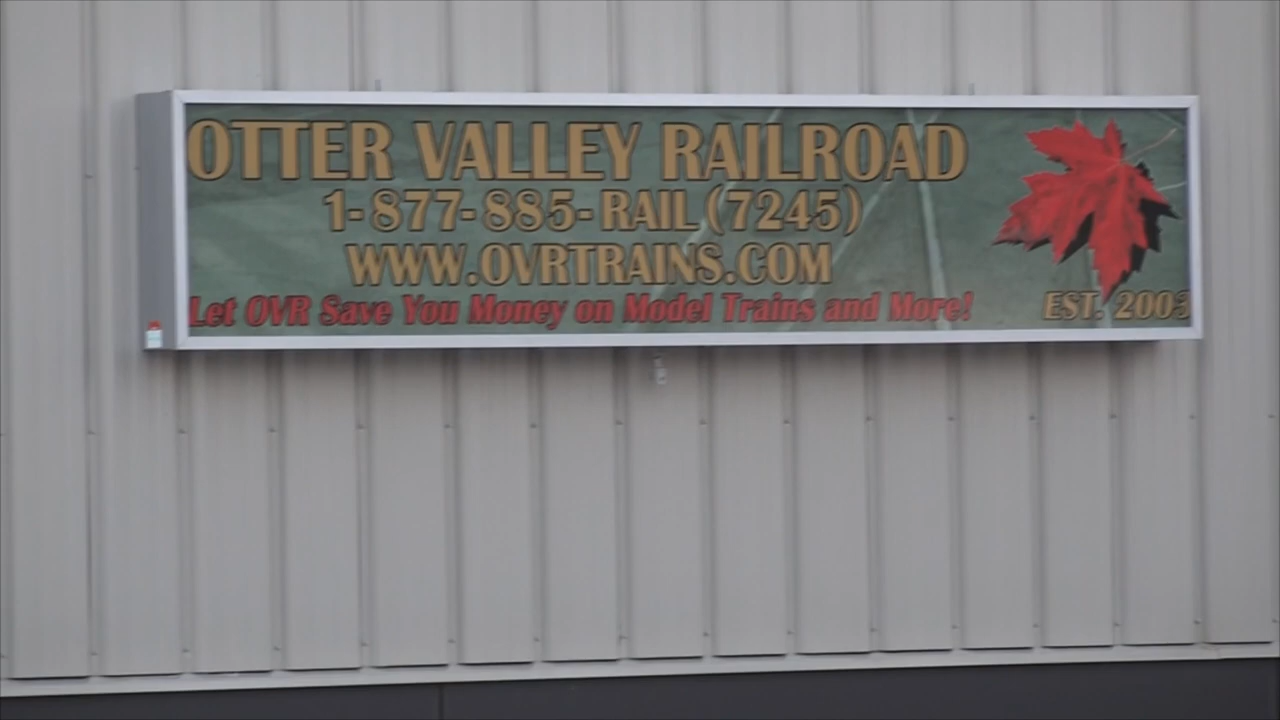 OTTER VALLEY RAILROAD
1-877-885-RAIL (7245)
WWW.OVRTRAINS.COM
Let OVR Save You Money on Model Trains and More!
EST. 2003